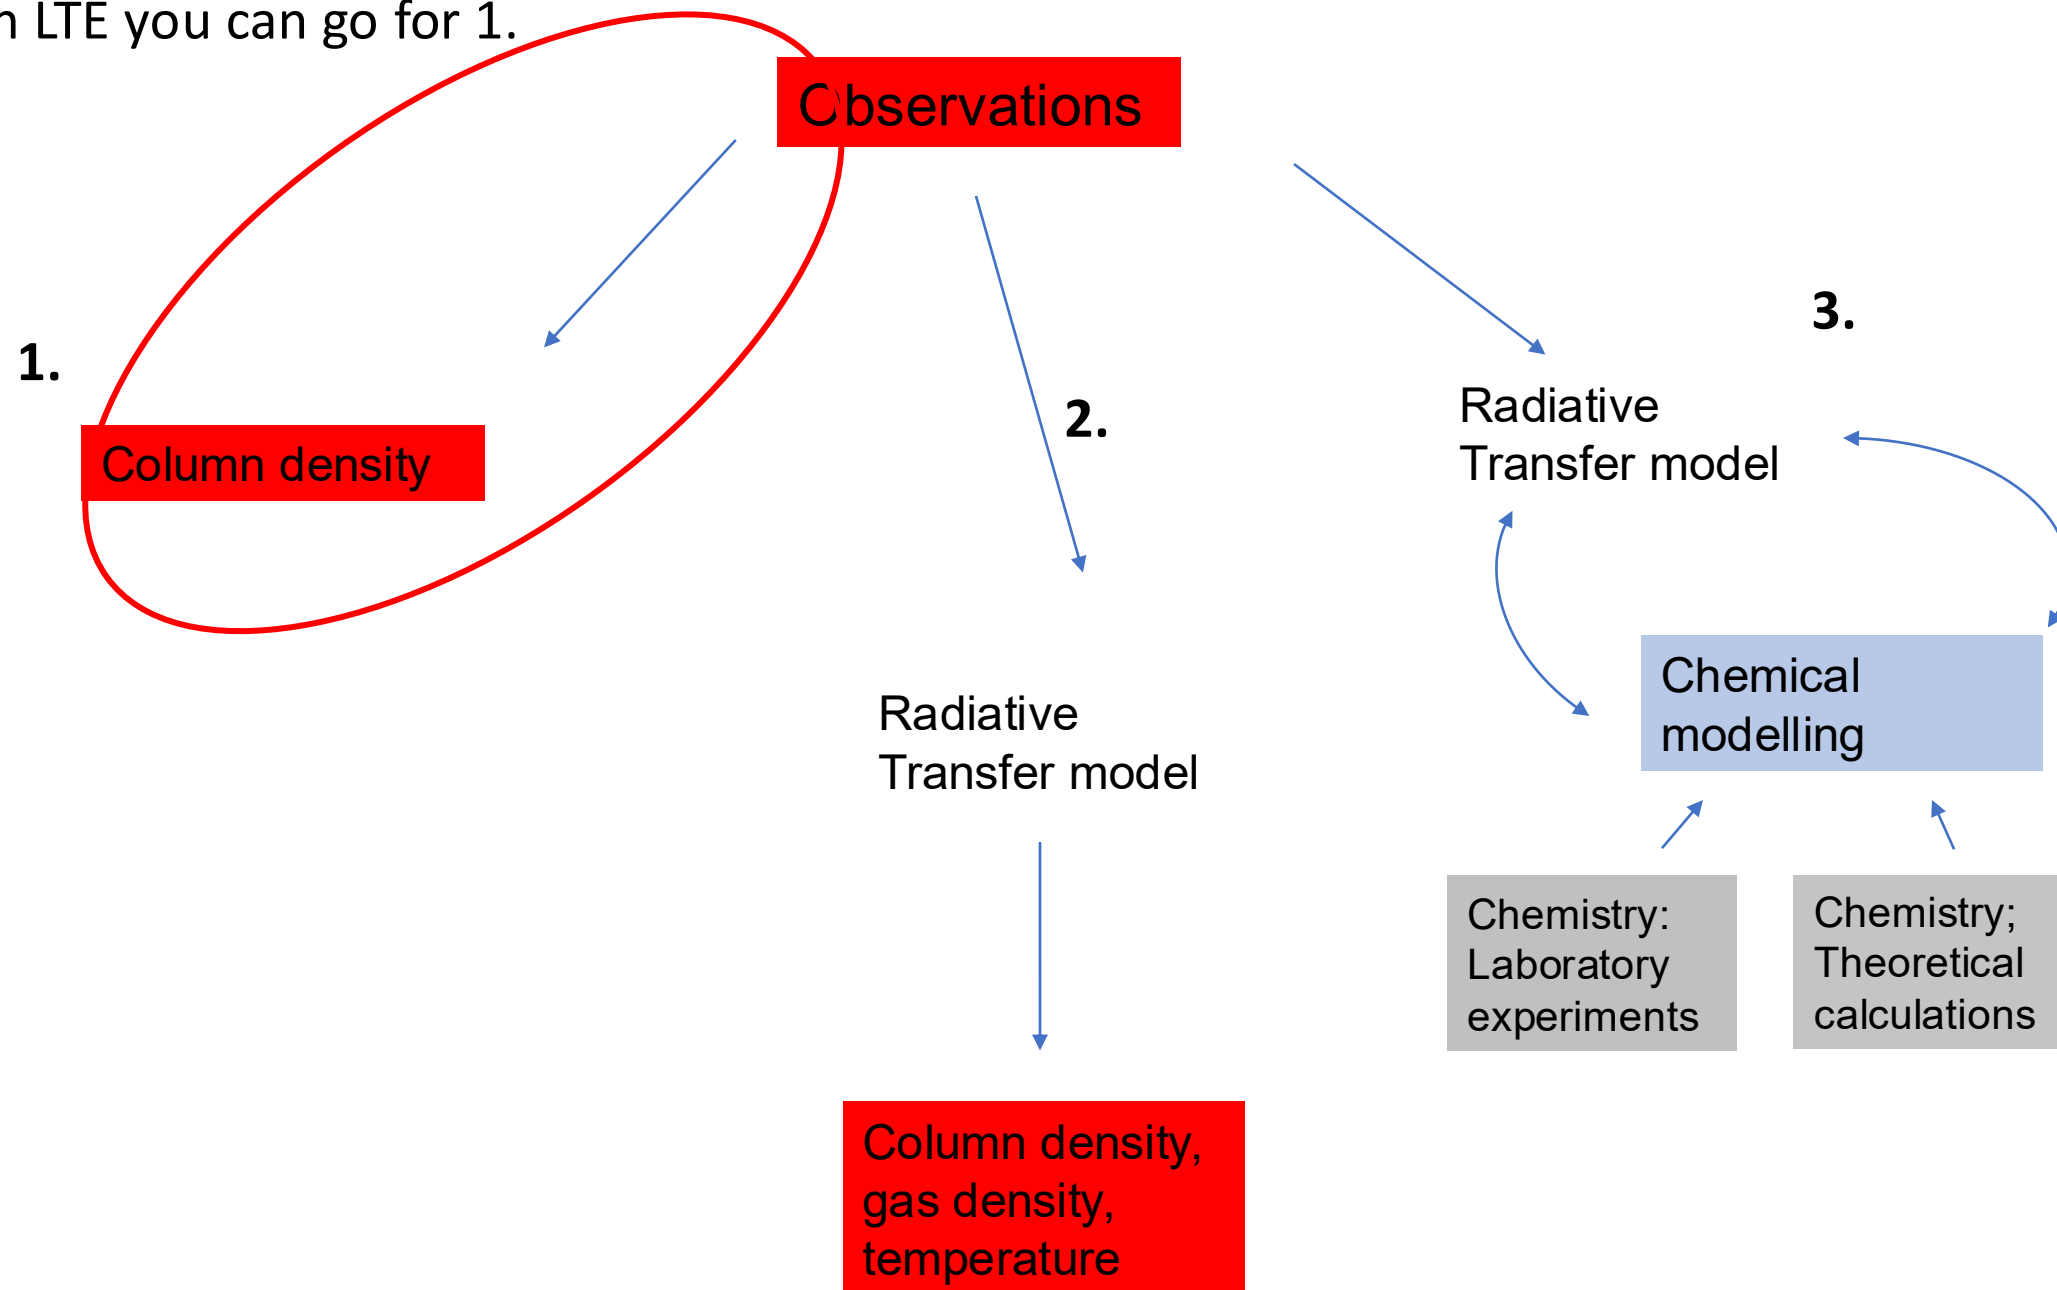 LTE you can go for 1.
Observations
1.
Column density
2.
Radiative
Transfer model
Column density,
gas density,
temperature
3.
Radiative
Transfer model
Chemical
modelling
Chemistry:
Laboratory
experiments
Chemistry;
Theoretical
calculations